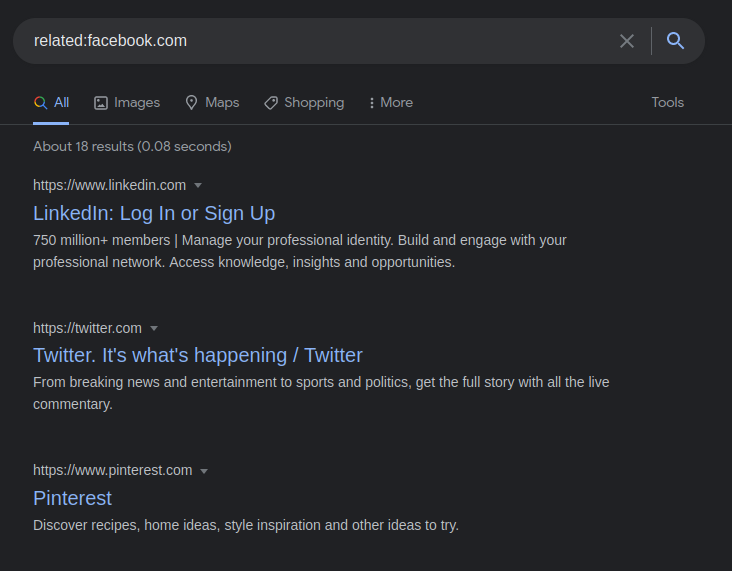 related:facebook.com
All Images Maps Shopping More Tools
About 18 results (0.08 seconds)
https://www.linkedin.com
LinkedIn: Log In or Sign Up
750 million+ members | Manage your professional identity. Build and engage with your
professional network. Access knowledge, insights and opportunities.
https://twitter.com
Twitter. It's what's happening / Twitter
From breaking news and entertainment to sports and politics, get the full story with all the live
commentary.
https://www.pinterest.com
Pinterest
Discover recipes, home ideas, style inspiration and other ideas to try.